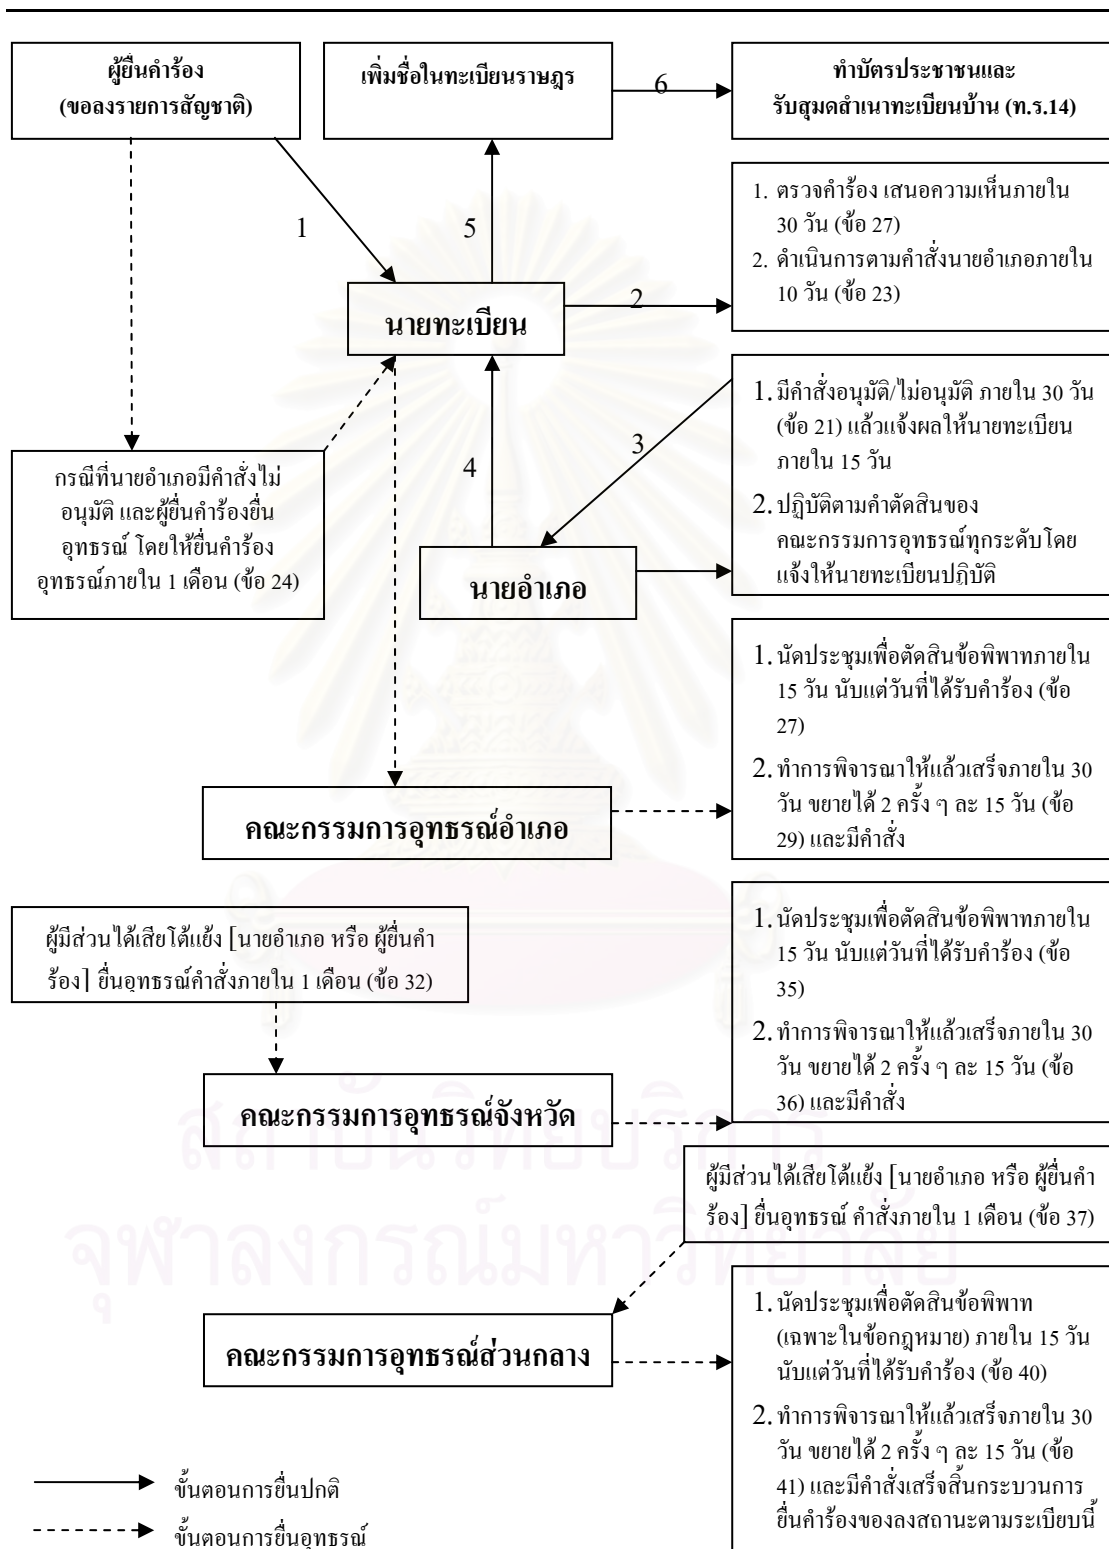 ผู้ยื่นคำร้อง
(ขอลงรายการสัญชาติ)
เพิ่มชื่อในทะเบียนราษฎร
6
ทำบัตรประชาชนและ
รับสมุดสำเนาทะเบียนบ้าน (ท.ร.14)
1
5
1. ตรวจคำร้อง เสนอความเห็นภายใน
30 วัน (ข้อ 27)
2. ดำเนินการตามคำสั่งนายอำเภอภายใน
10 วัน (ข้อ 23)
นายทะเบียน
2
1. มีคำสั่งอนุมัติ/ไม่อนุมัติ ภายใน 30 วัน
(ข้อ 21) แล้วแจ้งผลให้นายทะเบียน
ภายใน 15 วัน
2. ปฏิบัติตามคำตัดสินของ
คณะกรรมการอุทธรณ์ทุกระดับโดย
แจ้งให้นายทะเบียนปฏิบัติ
3
4
กรณีที่นายอำเภอมีคำสั่งไม่
อนุมัติ และผู้ยื่นคำร้องยื่น
อุทธรณ์ โดยให้ยื่นคำร้อง
อุทธรณ์ภายใน 1 เดือน (ข้อ 24)
นายอำเภอ
1. นัดประชุมเพื่อตัดสินข้อพิพาทภายใน
15 วัน นับแต่วันที่ได้รับคำร้อง (ข้อ
27)
2. ทำการพิจารณาให้แล้วเสร็จภายใน 30
วัน ขยายได้ 2 ครั้ง ๆ ละ 15 วัน (ข้อ
29) และมีคำสั่ง
คณะกรรมการอุทธรณ์อำเภอ
ผู้มีส่วนได้เสียโต้แย้ง [นายอำเภอ หรือ ผู้ยื่นคำ
ร้อง] ยื่นอุทธรณ์คำสั่งภายใน 1 เดือน (ข้อ 32)
1. นัดประชุมเพื่อตัดสินข้อพิพาทภายใน
15 วัน นับแต่วันที่ได้รับคำร้อง (ข้อ
35)
2. ทำการพิจารณาให้แล้วเสร็จภายใน 30
วัน ขยายได้ 2 ครั้ง ๆ ละ 15 วัน (ข้อ
36) และมีคำสั่ง
คณะกรรมการอุทธรณ์จังหวัด
สถาบันวิทยบริการ
จุฬาลงกรณ์มหาวิทยาลัย
ผู้มีส่วนได้เสียโต้แย้ง [นายอำเภอ หรือ ผู้ยื่นคำ
ร้อง] ยื่นอุทธรณ์ คำสั่งภายใน 1 เดือน (ข้อ 37)
คณะกรรมการอุทธรณ์ส่วนกลาง
1. นัดประชุมเพื่อตัดสินข้อพิพาท
(เฉพาะในข้อกฎหมาย) ภายใน 15 วัน
นับแต่วันที่ได้รับคำร้อง (ข้อ 40)
2. ทำการพิจารณาให้แล้วเสร็จภายใน 30
วัน ขยายได้ 2 ครั้ง ๆ ละ 15 วัน (ข้อ
41) และมีคำสั่งเสร็จสิ้นกระบวนการ
ยื่นคำร้องของลงสถานะตามระเบียบนี้
ขั้นตอนการยื่นปกติ
ขั้นตอนการยื่นอุทธรณ์